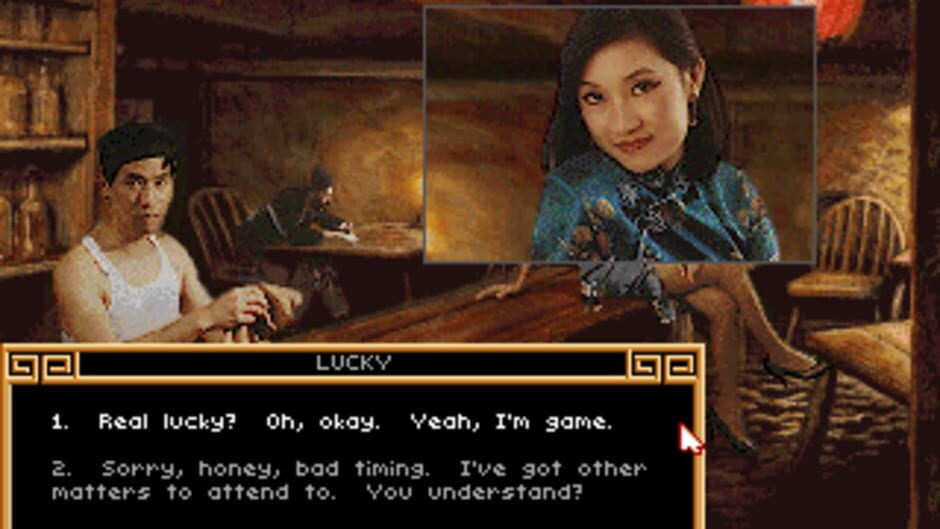 LUCKY
1. Real lucky? Oh, okay. Yeah, I'm game.
2. Sorry, honey, bad timing. I've got other
matters to attend to. You understand?